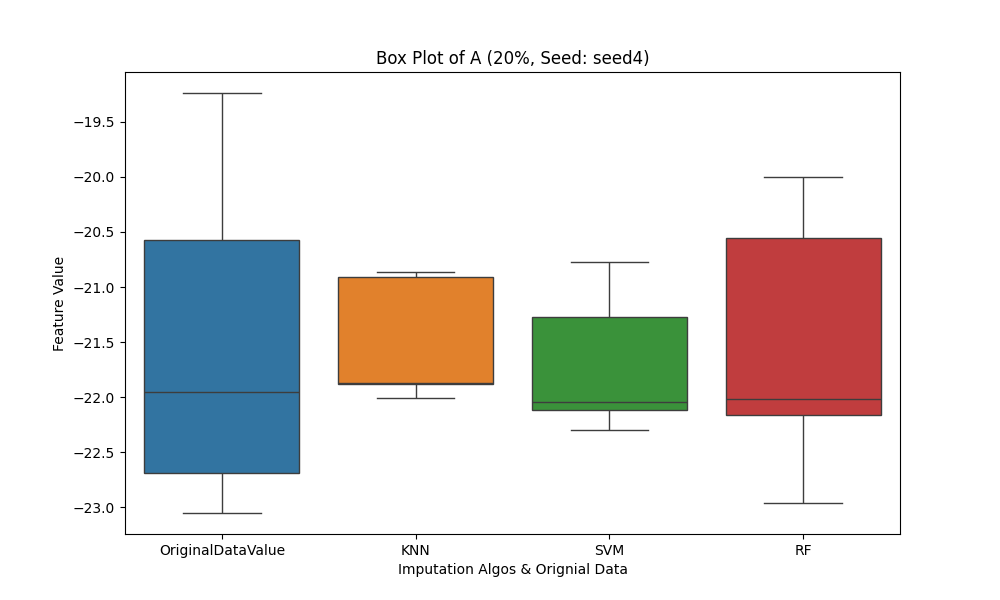 Box Plot of A (20%, Seed: seed4)
Feature Value
−19.5
−20.0
−20.5
−21.0
−21.5
−22.0
−22.5
−23.0
OriginalDataValue KNN SVM RF
Imputation Algos & Orignial Data